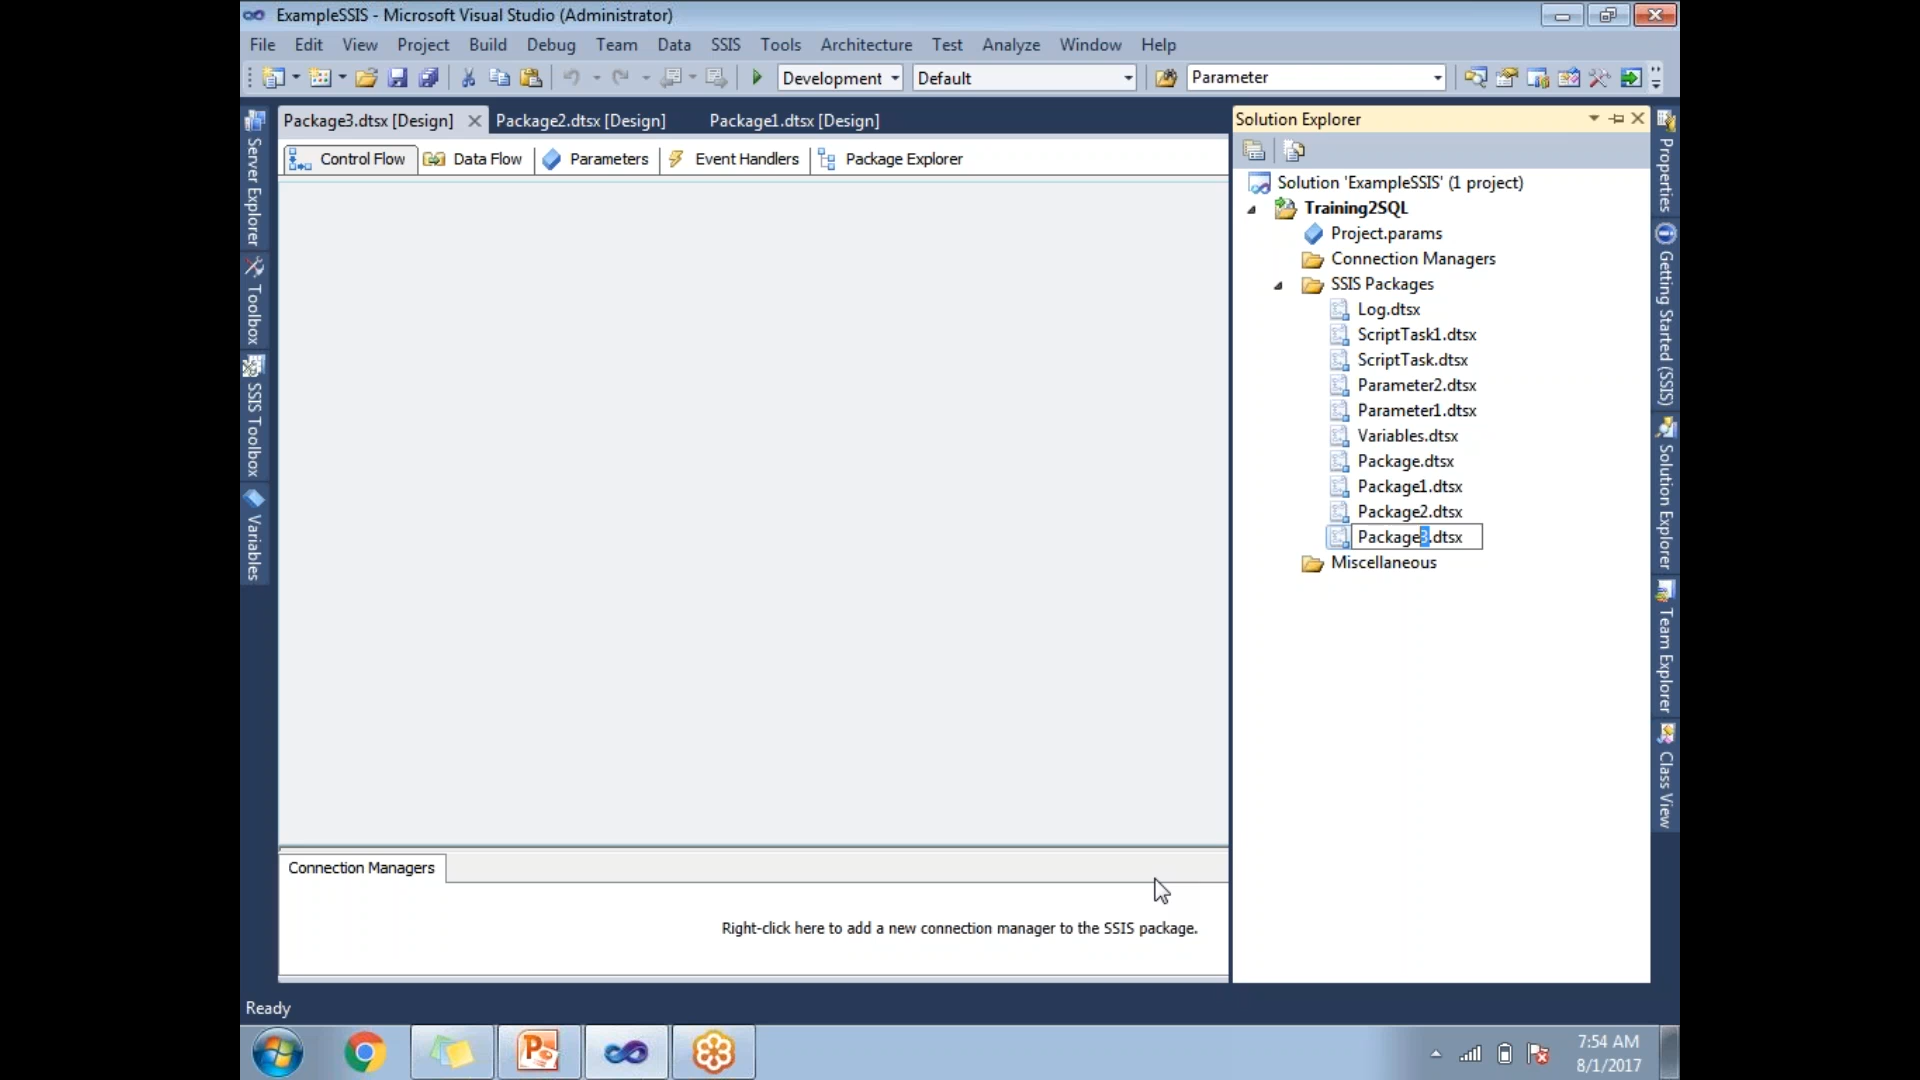 ExampleSSIS - Microsoft Visual Studio (Administrator)
File Edit View Project Build Debug Team Data SSIS Tools Architecture Test Analyze Window Help
Development Default Parameter
Package3.dtsx [Design] Package2.dtsx [Design] Package1.dtsx [Design]
Control Flow Data Flow Parameters Event Handlers Package Explorer
Server Explorer
Toolbox
SSIS Toolbox
Variables
Connection Managers
Right-click here to add a new connection manager to the SSIS package.
Solution Explorer
Solution 'ExampleSSIS' (1 project)
Training2SQL
Project.params
Connection Managers
SSIS Packages
Log.dtsx
ScriptTask1.dtsx
ScriptTask.dtsx
Parameter2.dtsx
Parameter1.dtsx
Variables.dtsx
Package.dtsx
Package1.dtsx
Package2.dtsx
Package3.dtsx
Miscellaneous
Properties
Getting Started (SSIS)
Solution Explorer
Team Explorer
Class View
Ready
7:54 AM
8/1/2017